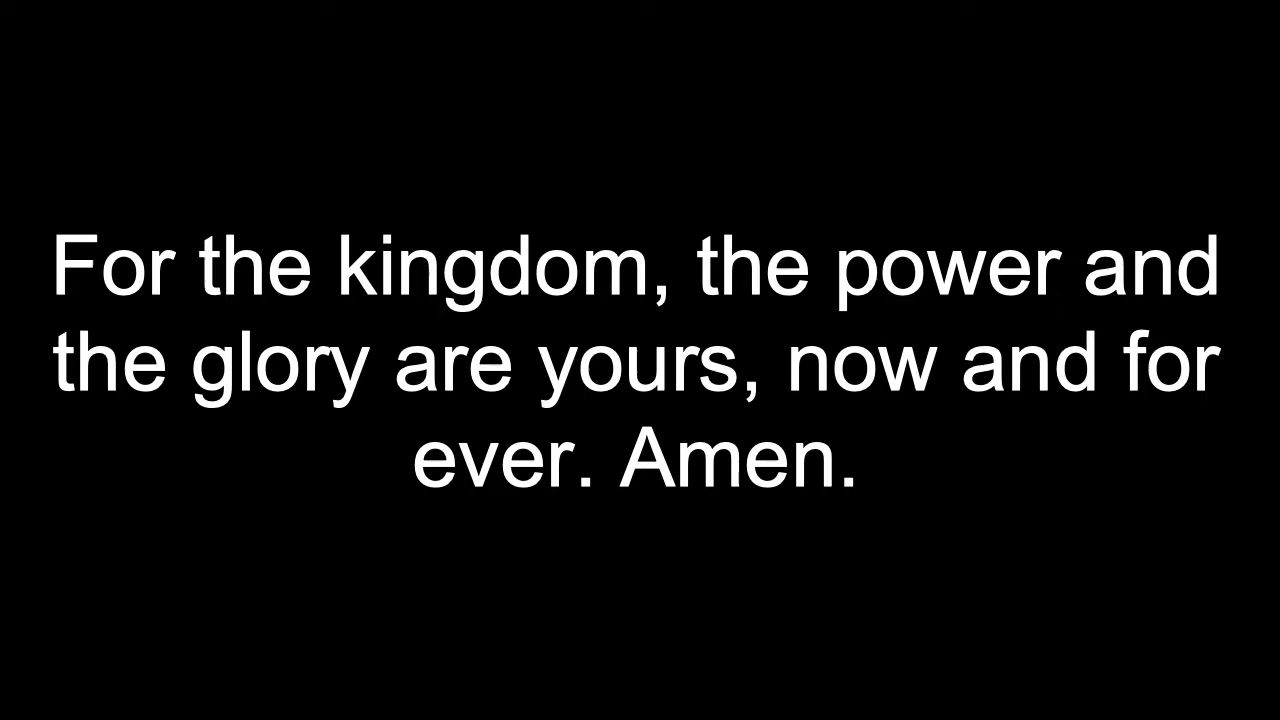 For the kingdom, the power and
the glory are yours, now and for
ever. Amen.